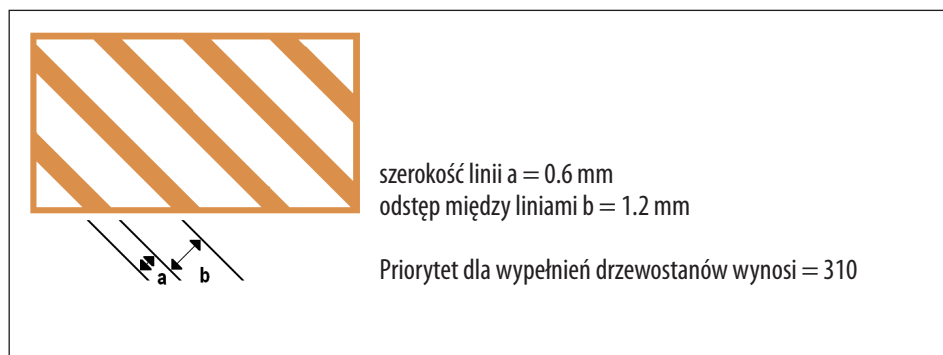 szerokość linii a = 0.6 mm
odstęp między liniami b = 1.2 mm
Priorytet dla wypełnień drzewostanów wynosi = 310
a b